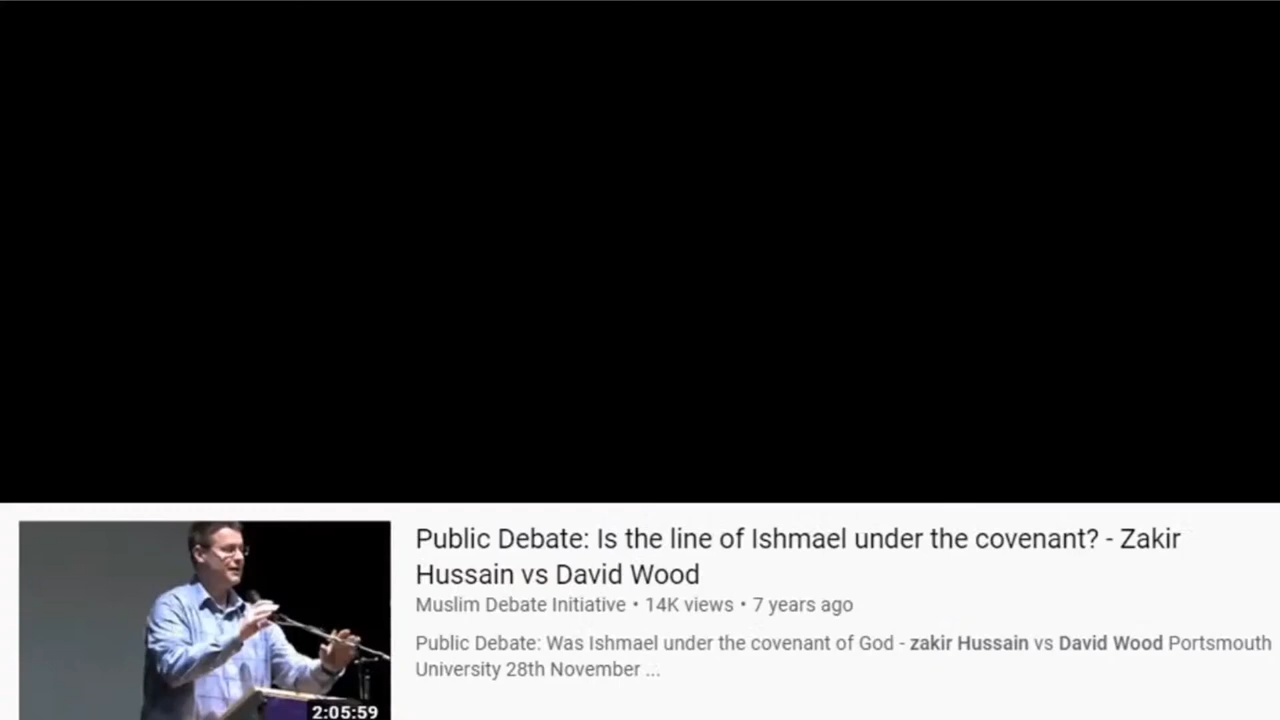 Public Debate: Is the line of Ishmael under the covenant? - Zakir
Hussain vs David Wood
Muslim Debate Initiative • 14K views • 7 years ago
Public Debate: Was Ishmael under the covenant of God - zakir Hussain vs David Wood Portsmouth
University 28th November ...
2:05:59